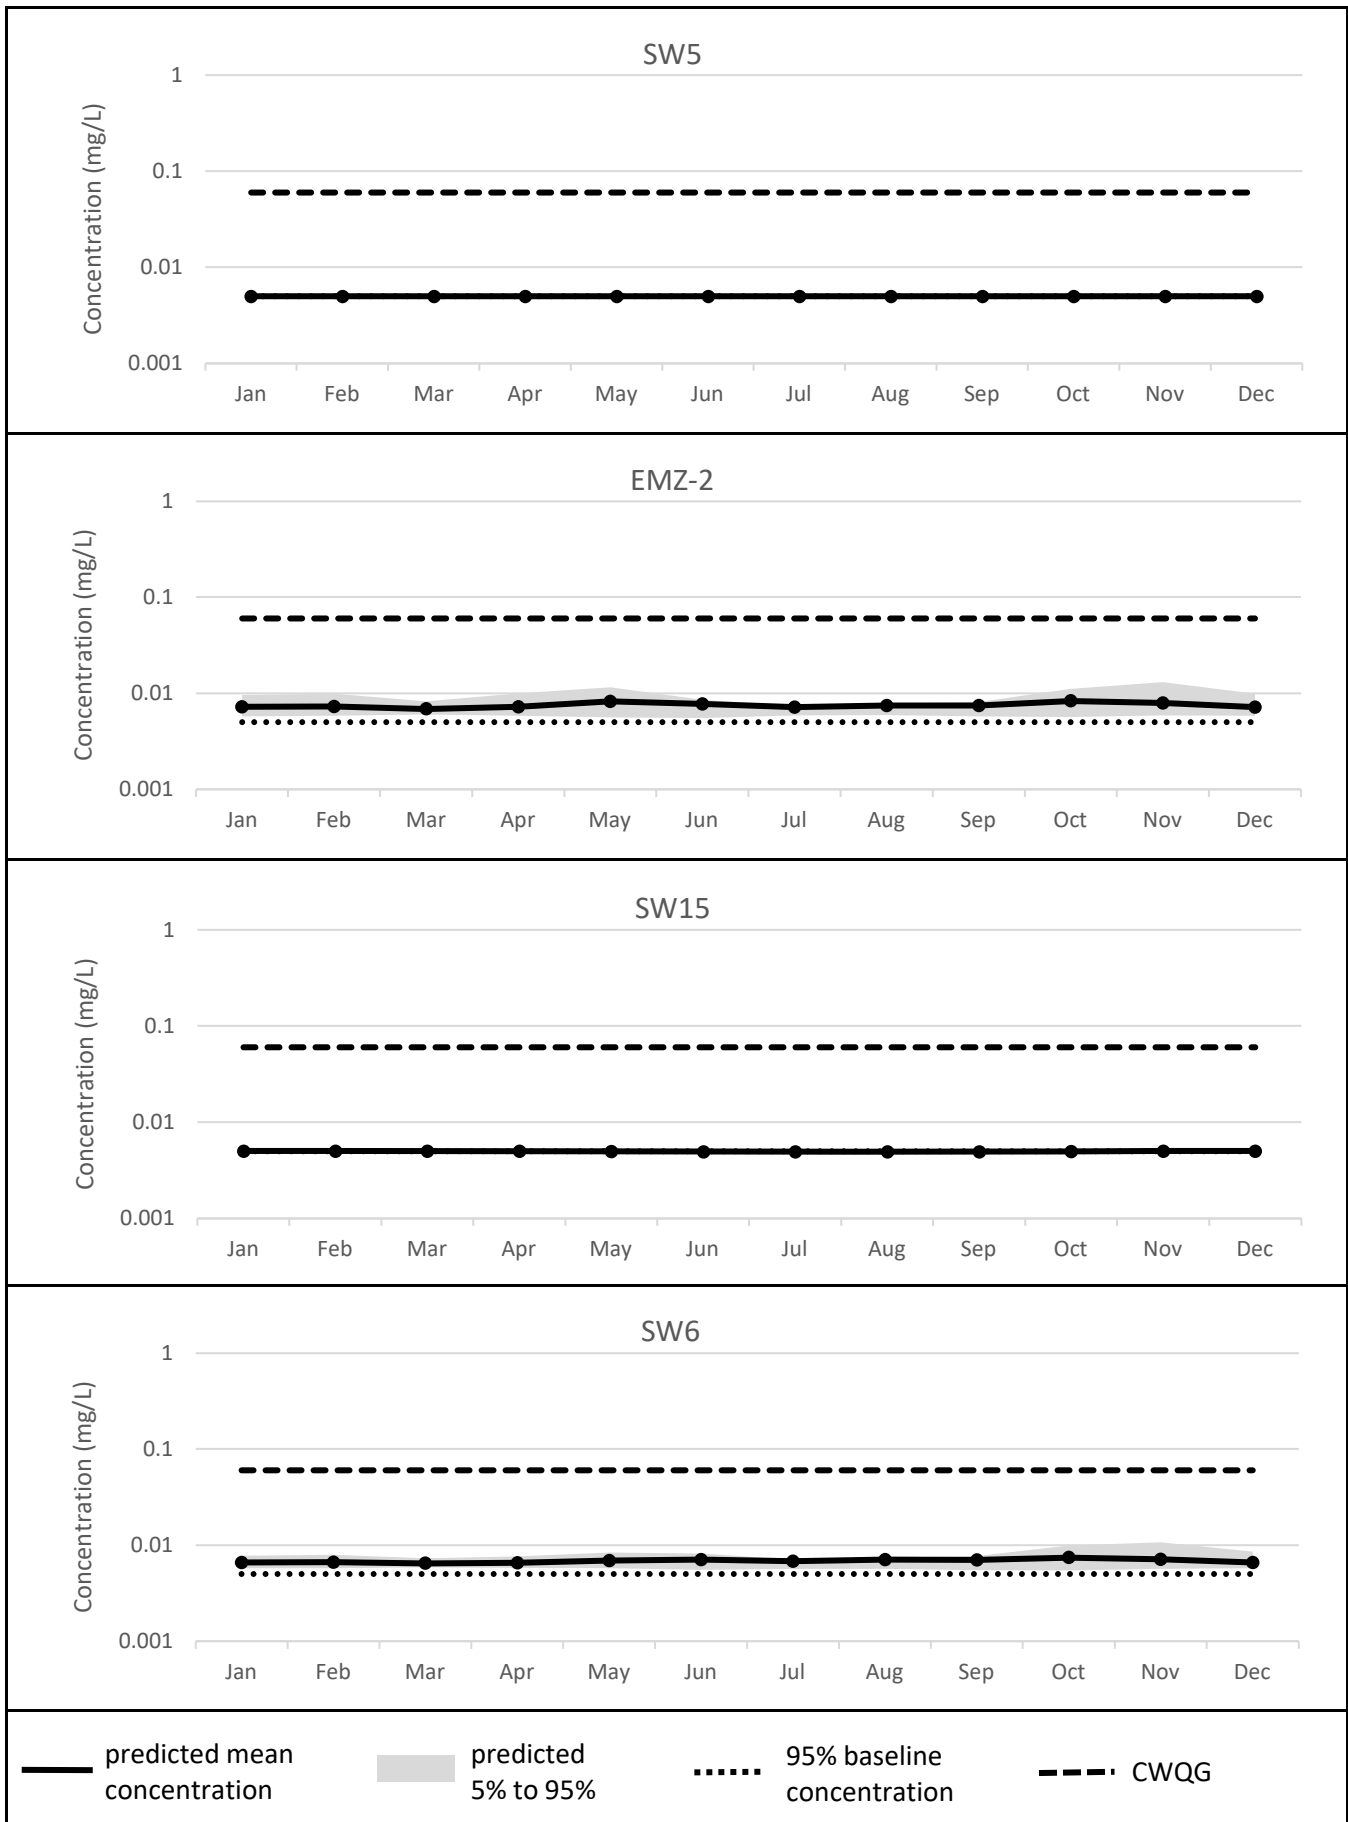 SW5
1
0.1
0.01
0.001
Concentration (mg/L)
Jan Feb Mar Apr May Jun Jul Aug Sep Oct Nov Dec
EMZ-2
1
0.1
0.01
0.001
Concentration (mg/L)
Jan Feb Mar Apr May Jun Jul Aug Sep Oct Nov Dec
SW15
1
0.1
0.01
0.001
Concentration (mg/L)
Jan Feb Mar Apr May Jun Jul Aug Sep Oct Nov Dec
SW6
1
0.1
0.01
0.001
Concentration (mg/L)
Jan Feb Mar Apr May Jun Jul Aug Sep Oct Nov Dec
predicted mean
concentration
predicted
5% to 95%
95% baseline
concentration
CWQG